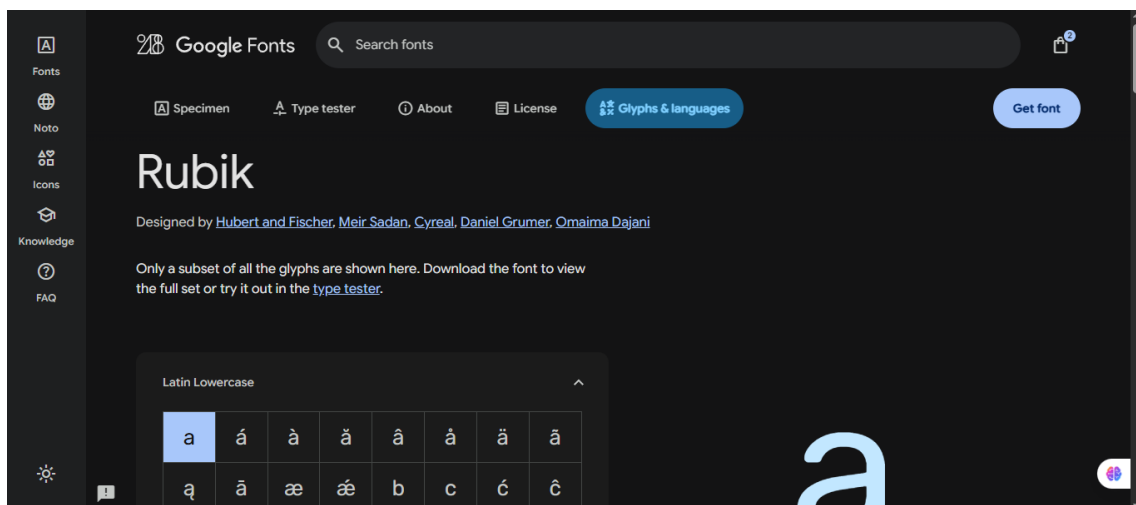 Fonts
Noto
Icons
Knowledge
FAQ
Google Fonts
Search fonts
2
Specimen
Type tester
About
License
Glyphs & languages
Get font
Rubik
Designed by Hubert and Fischer, Meir Sadan, Cyreal, Daniel Grumer, Omaima Dajani
Only a subset of all the glyphs are shown here. Download the font to view
the full set or try it out in the type tester.
Latin Lowercase
a á à ă â å ä ã
ą ā æ ǽ b c ć ĉ
a